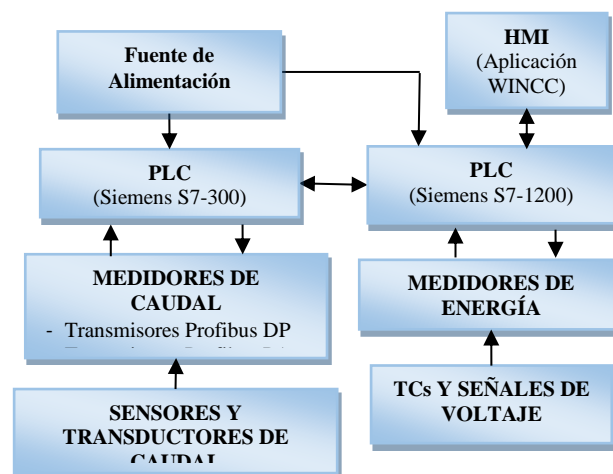 Fuente de
Alimentación
HMI
(Aplicación
WINCC)
PLC
(Siemens S7-300)
PLC
(Siemens S7-1200)
MEDIDORES DE
CAUDAL
- Transmisores Profibus DP
MEDIDORES DE
ENERGÍA
SENSORES Y
TRANSDUCTORES DE
CAUDAL
TCs Y SEÑALES DE
VOLTAJE